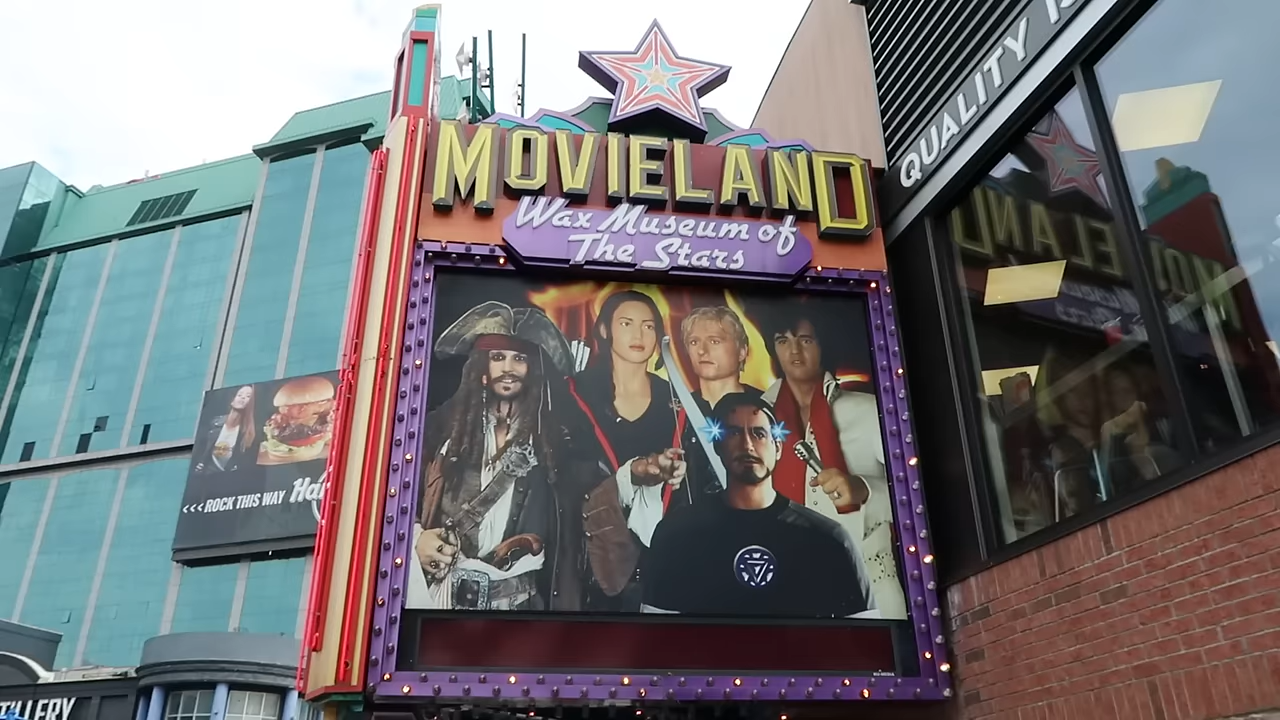 MOVIELAND
Wax Museum of
The Stars
QUALITY
<<<ROCK THIS WAY